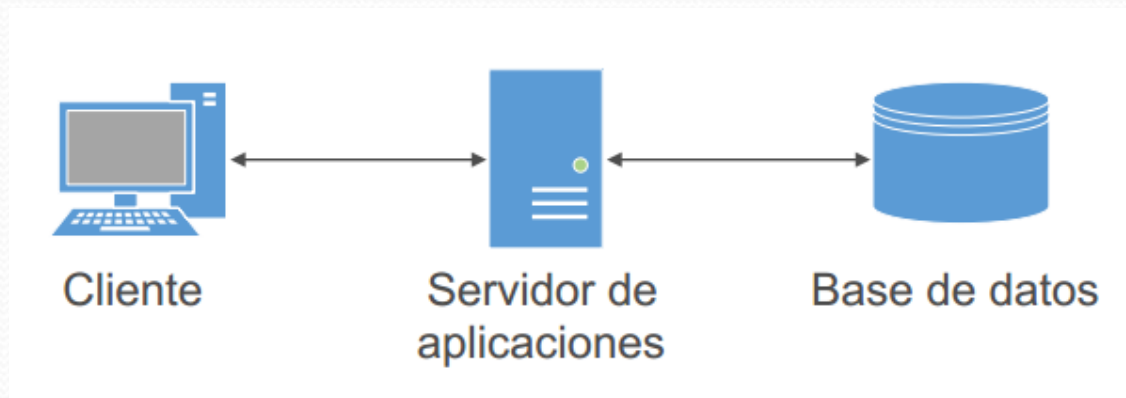 Cliente
Servidor de
aplicaciones
Base de datos